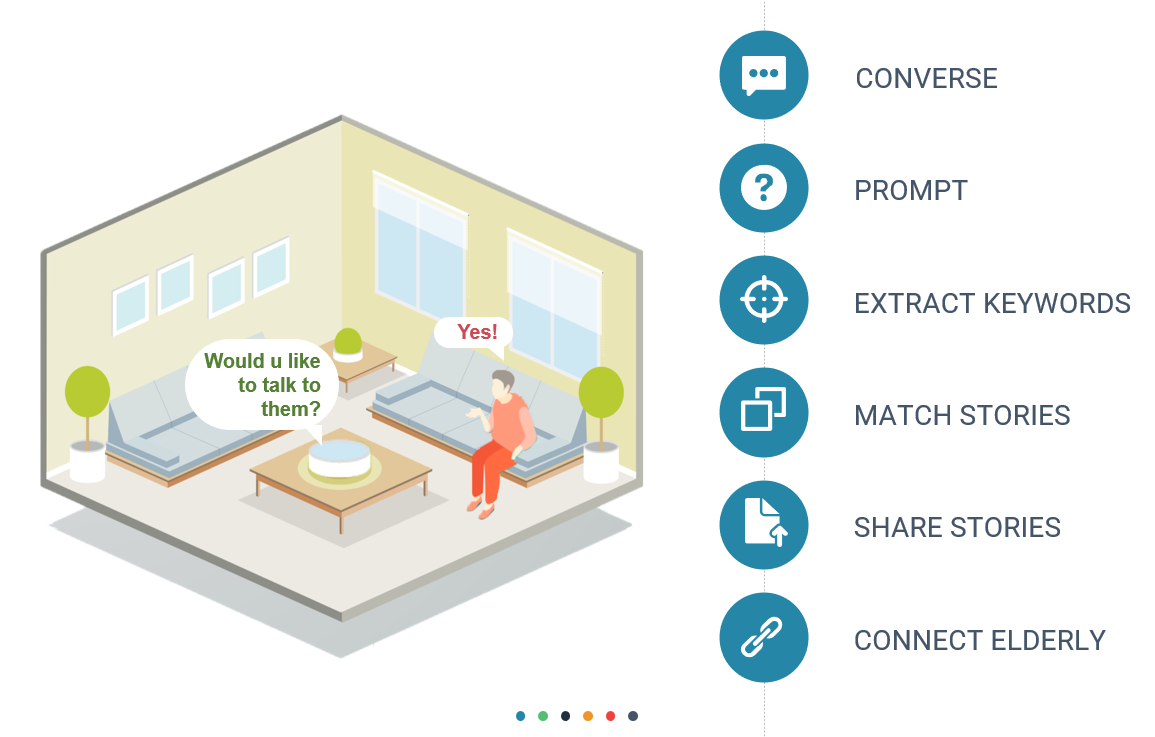 CONVERSE
PROMPT
EXTRACT KEYWORDS
MATCH STORIES
SHARE STORIES
CONNECT ELDERLY
Would u like
to talk to
them?
Yes!